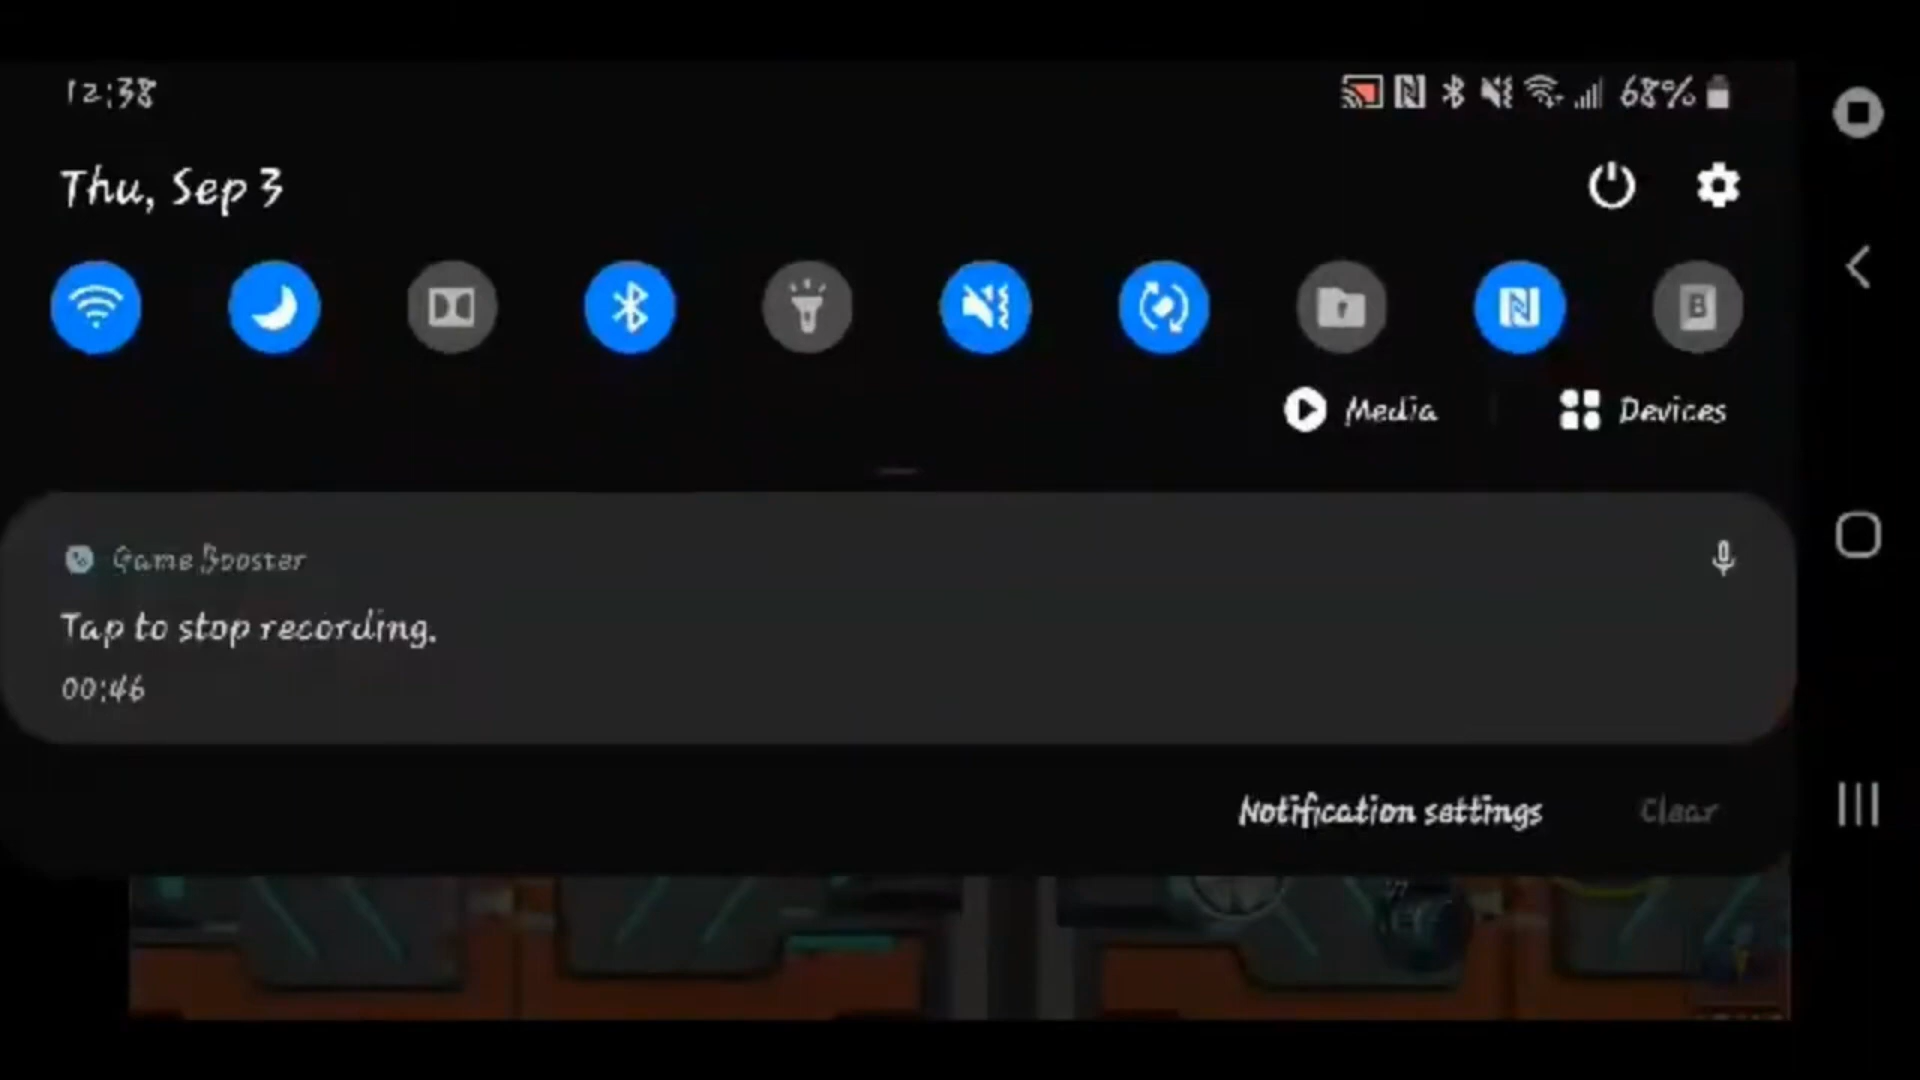 12:38
68%
Thu, Sep 3
B
Media
Devices
Game Booster
Tap to stop recording.
00:46
Notification settings
Clear